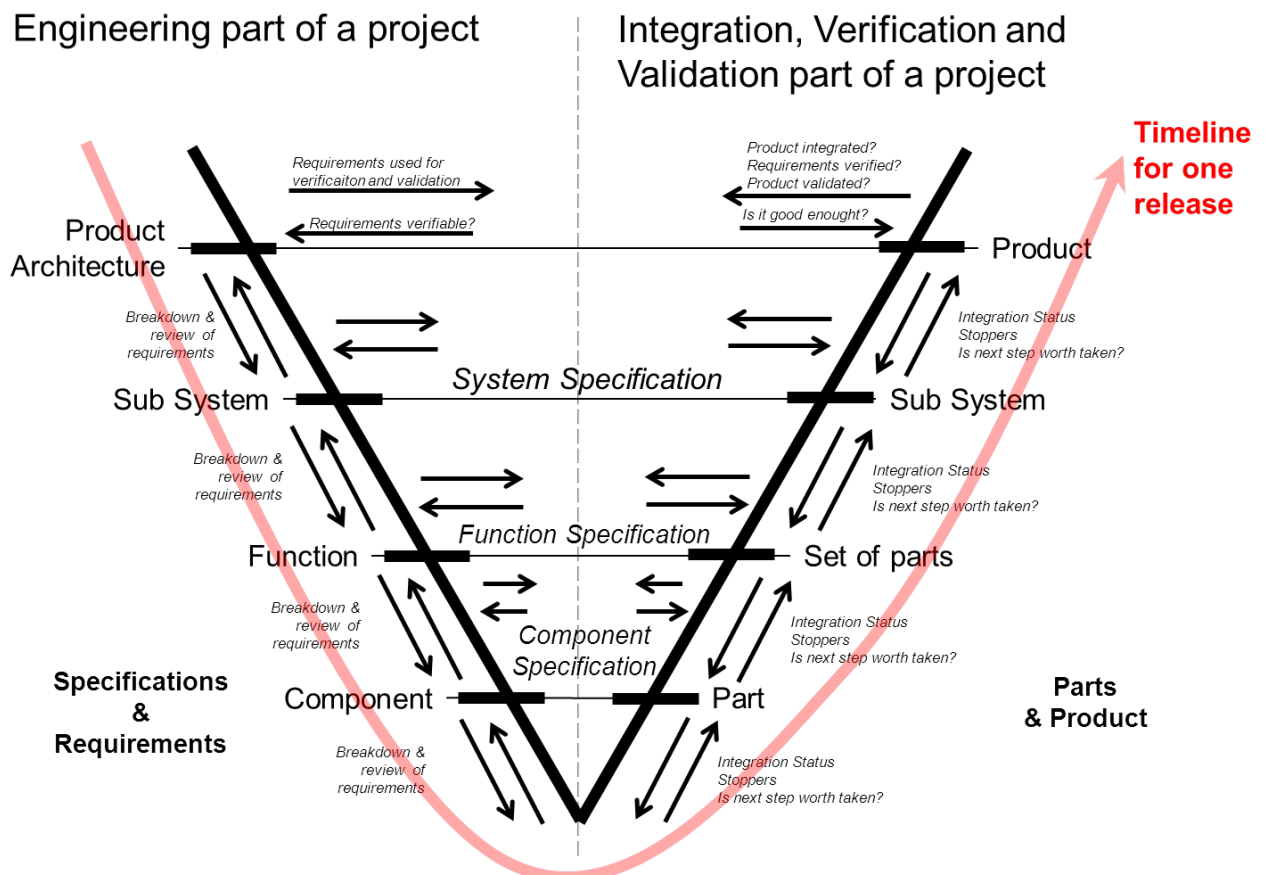 Engineering part of a project
Integration, Verification and
Validation part of a project
Timeline
for one
release
Requirements used for
verificaiton and validation
Requirements verifiable?
Product integrated?
Requirements verified?
Product validated?
Is it good enought?
Product
Architecture
Product
Breakdown &
review of
requirements
Integration Status
Stoppers
Is next step worth taken?
System Specification
Sub System
Sub System
Breakdown &
review of
requirements
Integration Status
Stoppers
Is next step worth taken?
Function Specification
Function
Set of parts
Breakdown &
review of
requirements
Integration Status
Stoppers
Is next step worth taken?
Component
Specification
Component
Part
Specifications
&
Requirements
Parts
& Product
Breakdown &
review of
requirements
Integration Status
Stoppers
Is next step worth taken?